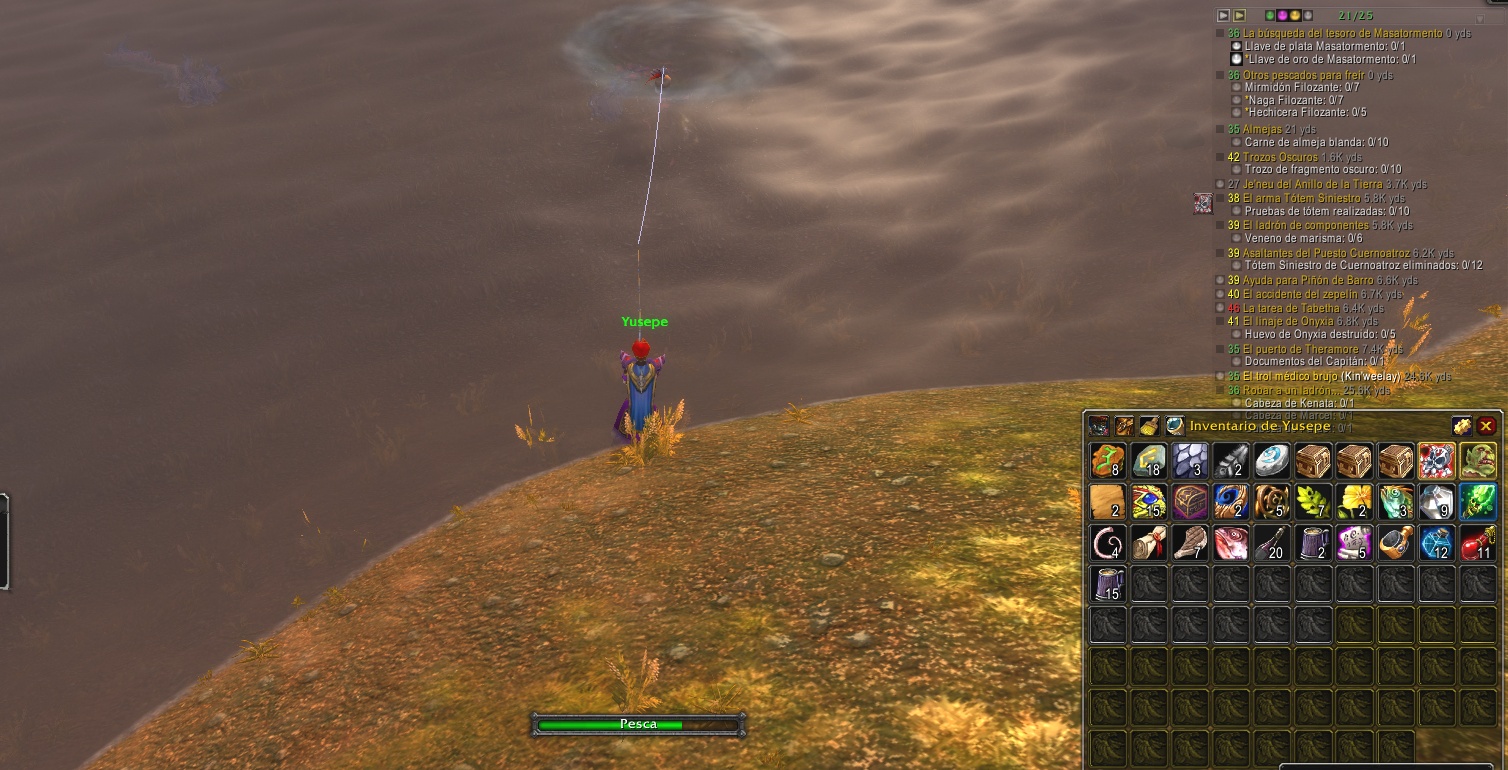 21/25
36 La búsqueda del tesoro de Masatormento 0 yds
Llave de plata Masatormento: 0/1
*Llave de oro de Masatormento: 0/1
36 Otros pescados para freír 0 yds
Mirmidón Filozante: 0/7
*Naga Filozante: 0/7
*Hechicera Filozante: 0/5
35 Almejas 21 yds
Carne de almeja blanda: 0/10
42 Trozos Oscuros 1.6K yds
Trozo de fragmento oscuro: 0/10
27 Je'neu del Anillo de la Tierra 3.7K yds
38 El arma Tótem Siniestro 5.8K yds
Pruebas de tótem realizadas: 0/10
39 El ladrón de componentes 5.8K yds
Veneno de marisma: 0/6
39 Asaltantes del Puesto Cuernoatroz 6.2K yds
Tótem Siniestro de Cuernoatroz eliminados: 0/12
39 Ayuda para Piñón de Barro 6.6K yds
40 El accidente del zepelín 6.7K yds
46 La tarea de Tabetha 6.4K yds
41 El linaje de Onyxia 6.8K yds
Huevo de Onyxia destruido: 0/5
35 El puerto de Theramore 7.4K yds
Documentos del Capitán: 0/1
35 El trol médico brujo (Kin'weelay) 24.6K yds
36 Robar a un ladrón... 25.6K yds
Cabeza de Kenata: 0/1
Cabeza de Marcel: 0/1
Yusepe
Inventario de Yusepe
8 18 3 2
2 15 2 5 7 2 3 9
4 7 20 2 5 12 11
15
Pesca